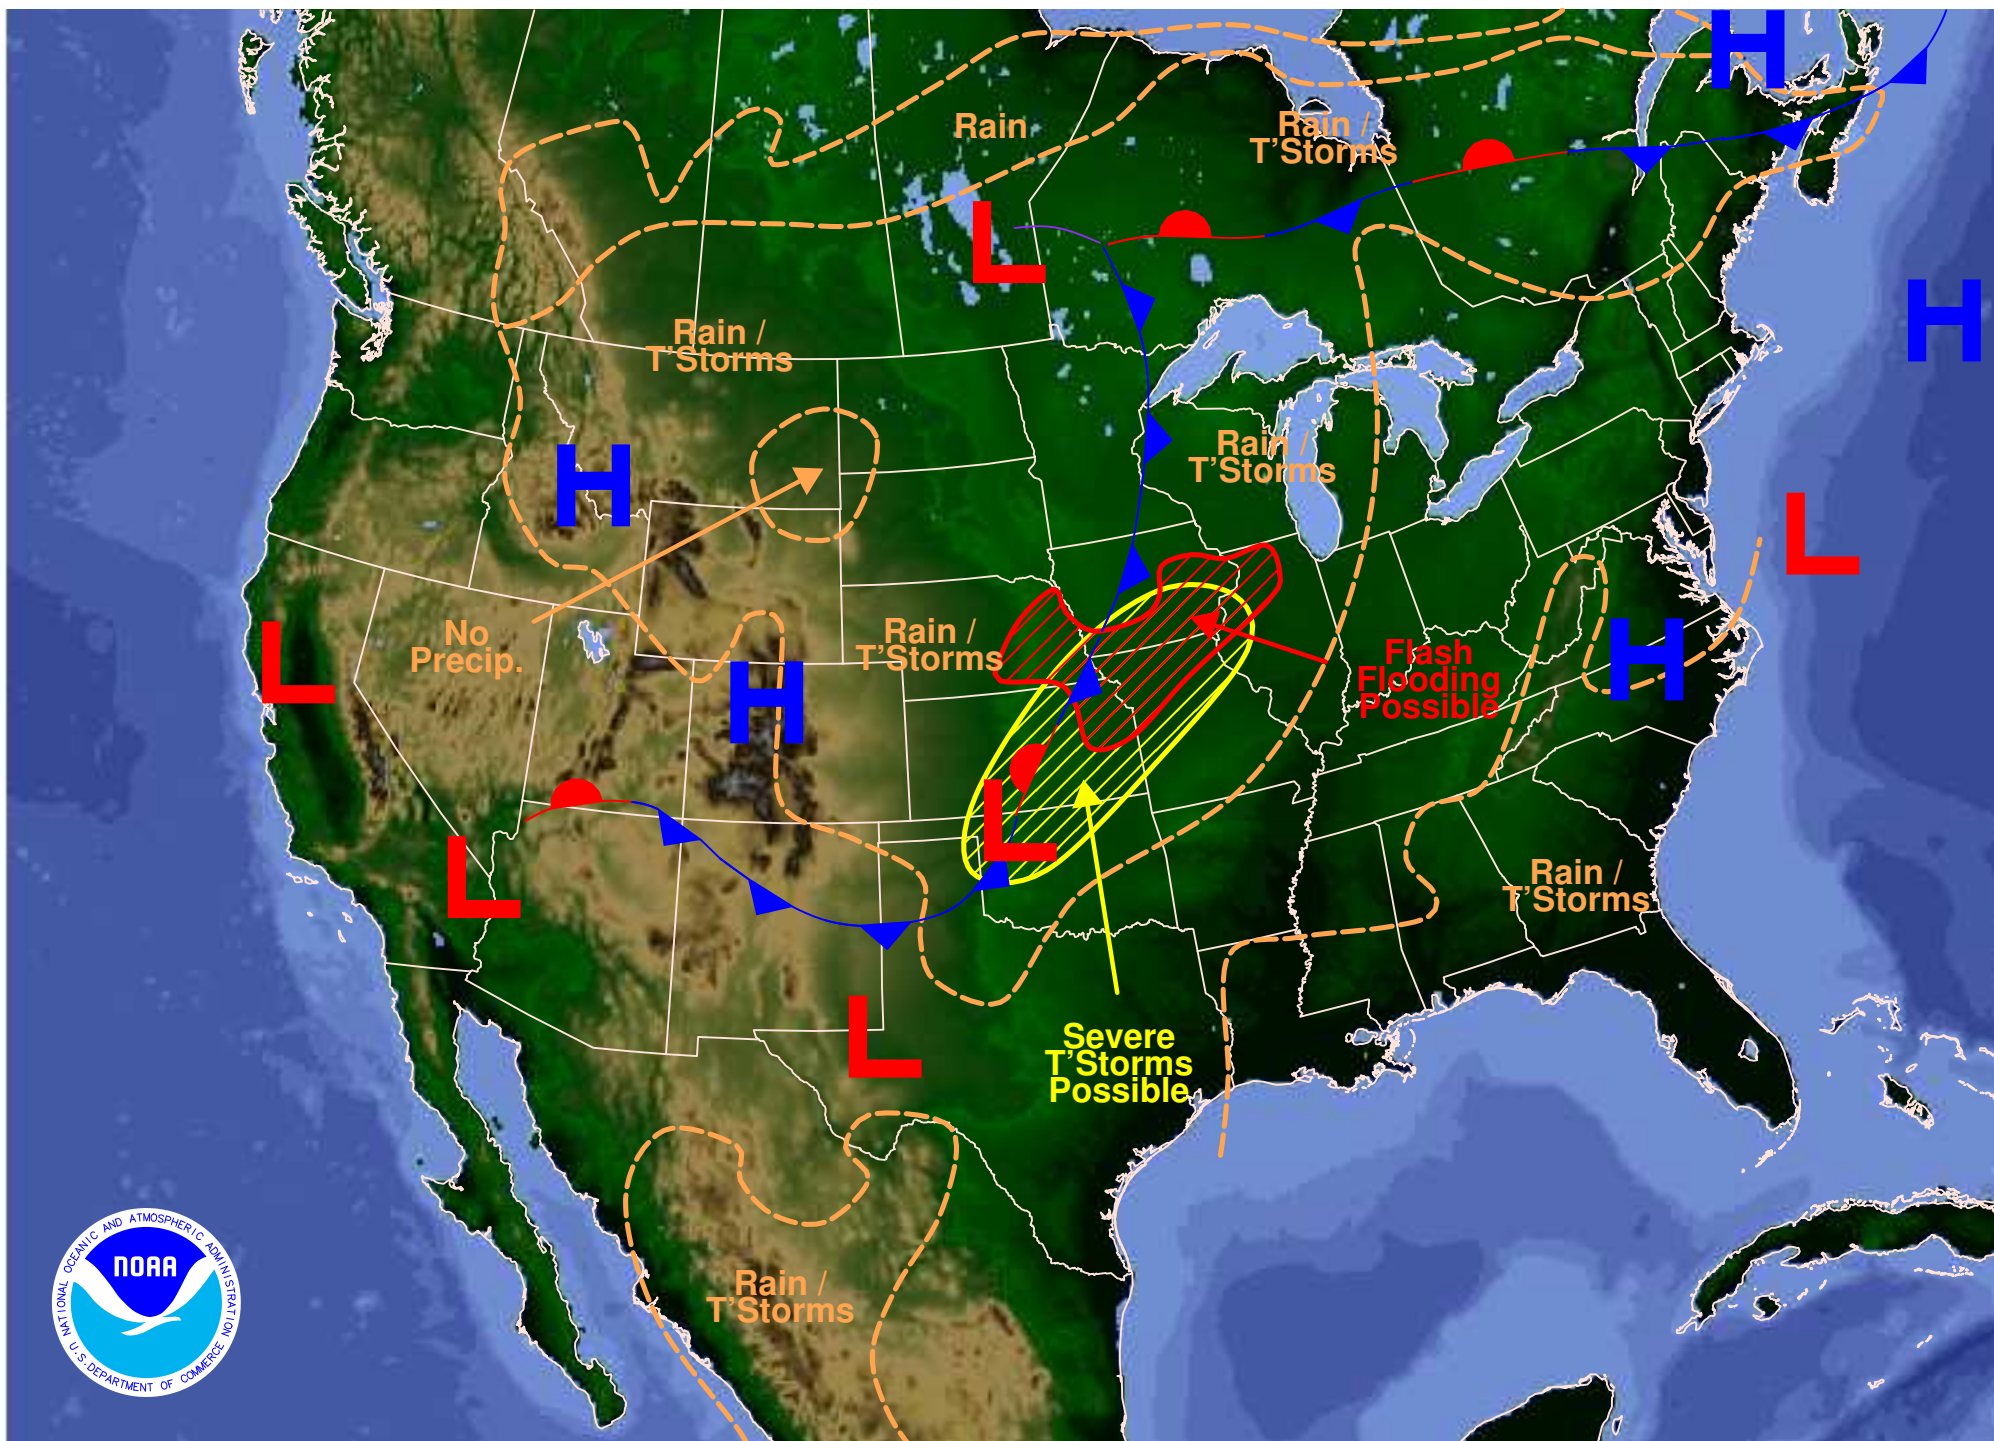 H
Rain
Rain /
T'Storms
L
H
Rain /
T'Storms
H
Rain /
T'Storms
L
No
Precip.
Rain /
T'Storms
L
H
Flash
Flooding
Possible
H
L
L
Rain /
T'Storms
L
Severe
T'Storms
Possible
Rain /
T'Storms
NATIONAL OCEANIC AND ATMOSPHERIC ADMINISTRATION
NOAA
U.S. DEPARTMENT OF COMMERCE